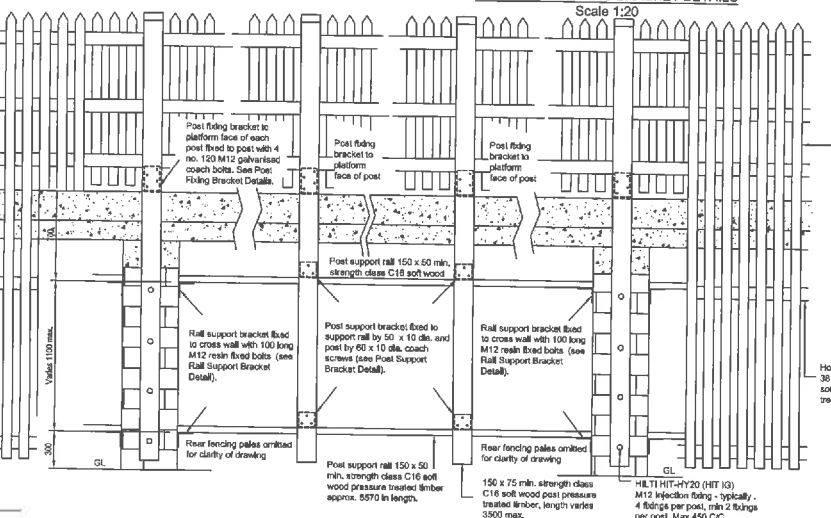 Scale 1:20
Post fixing bracket to
platform face of each
post fixed to post with 4
no. 120 M12 galvanised
coach bolts. See Post
Fixing Bracket Details.
Post fixing
bracket to
platform
face of post
Post fixing
bracket to
platform
face of post
700
Post support rail 150 x 50 min.
strength class C16 soft wood
Varies 1100 max.
Rail support bracket fixed
to cross wall with 100 long
M12 resin fixed bolts (see
Rail Support Bracket
Detail).
Post support bracket fixed to
support rail by 50 x 10 dia. and
post by 60 x 10 dia. coach
screws (see Post Support
Bracket Detail).
Rail support bracket fixed
to cross wall with 100 long
M12 resin fixed bolts (see
Rail Support Bracket
Detail).
Ho
38
sof
trea
300
GL
Rear fencing pales omitted
for clarity of drawing
Post support rail 150 x 50
min. strength class C16 soft
wood pressure treated timber
approx. 5570 in length.
Rear fencing pales omitted
for clarity of drawing
150 x 75 min. strength class
C16 soft wood post pressure
treated timber, length varies
3500 max.
GL
HILTI HIT-HY20 (HIT IG)
M12 injection fixing - typically .
4 fixings per post, min 2 fixings
per post. Max 450 C/C